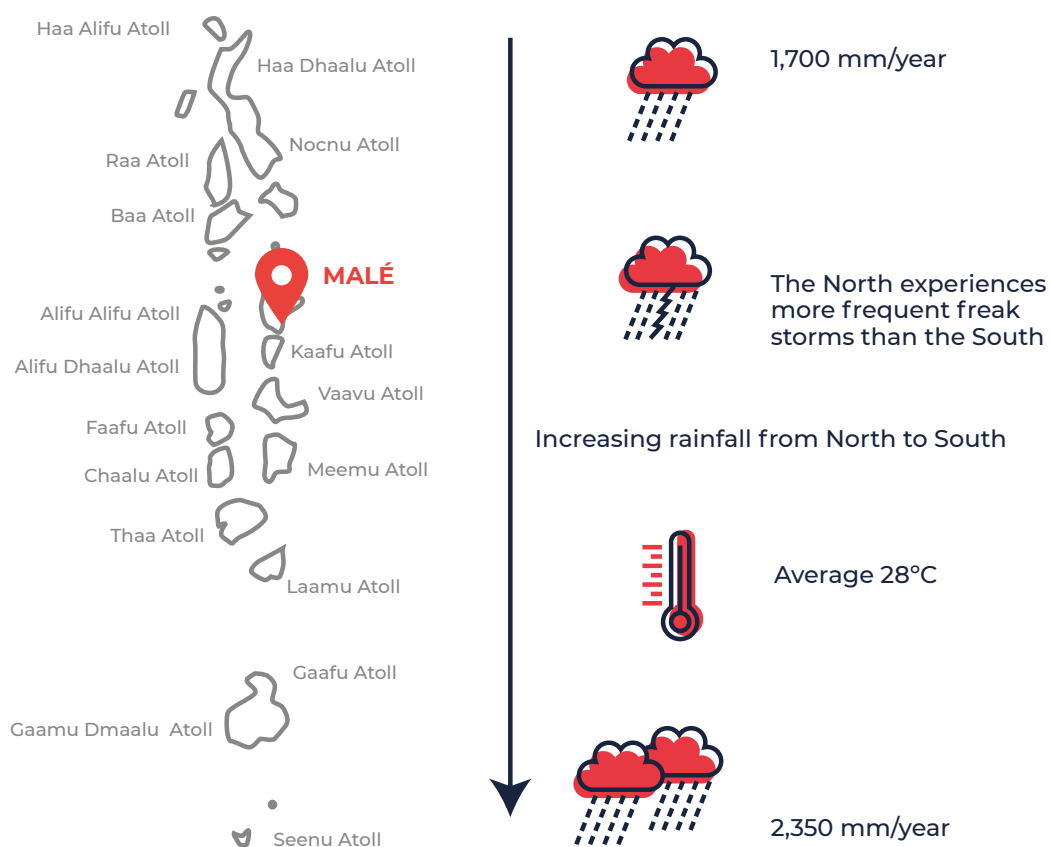 Haa Alifu Atoll
Haa Dhaalu Atoll
Nocnu Atoll
Raa Atoll
Baa Atoll
MALÉ
Alifu Alifu Atoll
Kaafu Atoll
Alifu Dhaalu Atoll
Vaavu Atoll
Faafu Atoll
Meemu Atoll
Chaalu Atoll
Thaa Atoll
Laamu Atoll
Gaafu Atoll
Gaamu Dmaalu Atoll
Seenu Atoll
1,700 mm/year
The North experiences
more frequent freak
storms than the South
Increasing rainfall from North to South
Average 28°C
2,350 mm/year